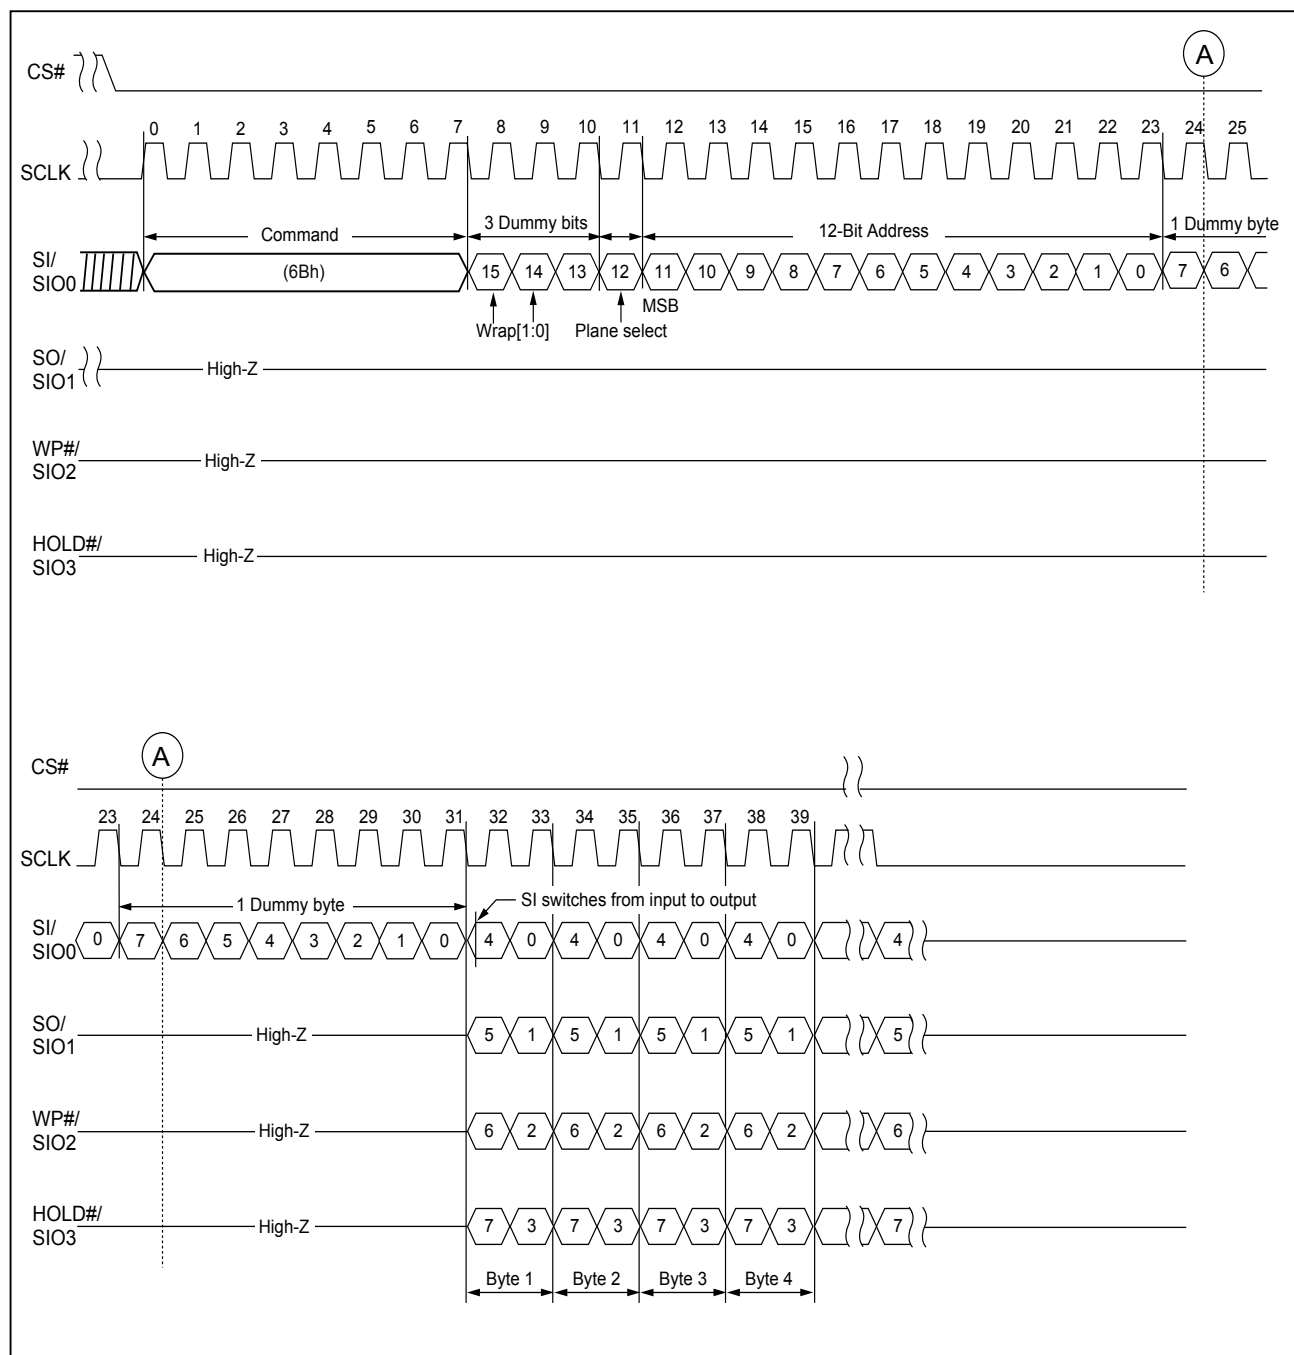 A
CS#
0 1 2 3 4 5 6 7 8 9 10 11 12 13 14 15 16 17 18 19 20 21 22 23 24 25
SCLK
Command 3 Dummy bits 12-Bit Address 1 Dummy byte
SI/
SIO0
(6Bh) 15 14 13 12 11 10 9 8 7 6 5 4 3 2 1 0 7 6
MSB
Wrap[1:0] Plane select
SO/
SIO1
High-Z
WP#/
SIO2
High-Z
HOLD#/
SIO3
High-Z
A
CS#
23 24 25 26 27 28 29 30 31 32 33 34 35 36 37 38 39
SCLK
1 Dummy byte SI switches from input to output
SI/
SIO0
0 7 6 5 4 3 2 1 0 4 0 4 0 4 0 4 0 4
SO/
SIO1
High-Z 5 1 5 1 5 1 5 1 5
WP#/
SIO2
High-Z 6 2 6 2 6 2 6 2 6
HOLD#/
SIO3
High-Z 7 3 7 3 7 3 7 3 7
Byte 1 Byte 2 Byte 3 Byte 4